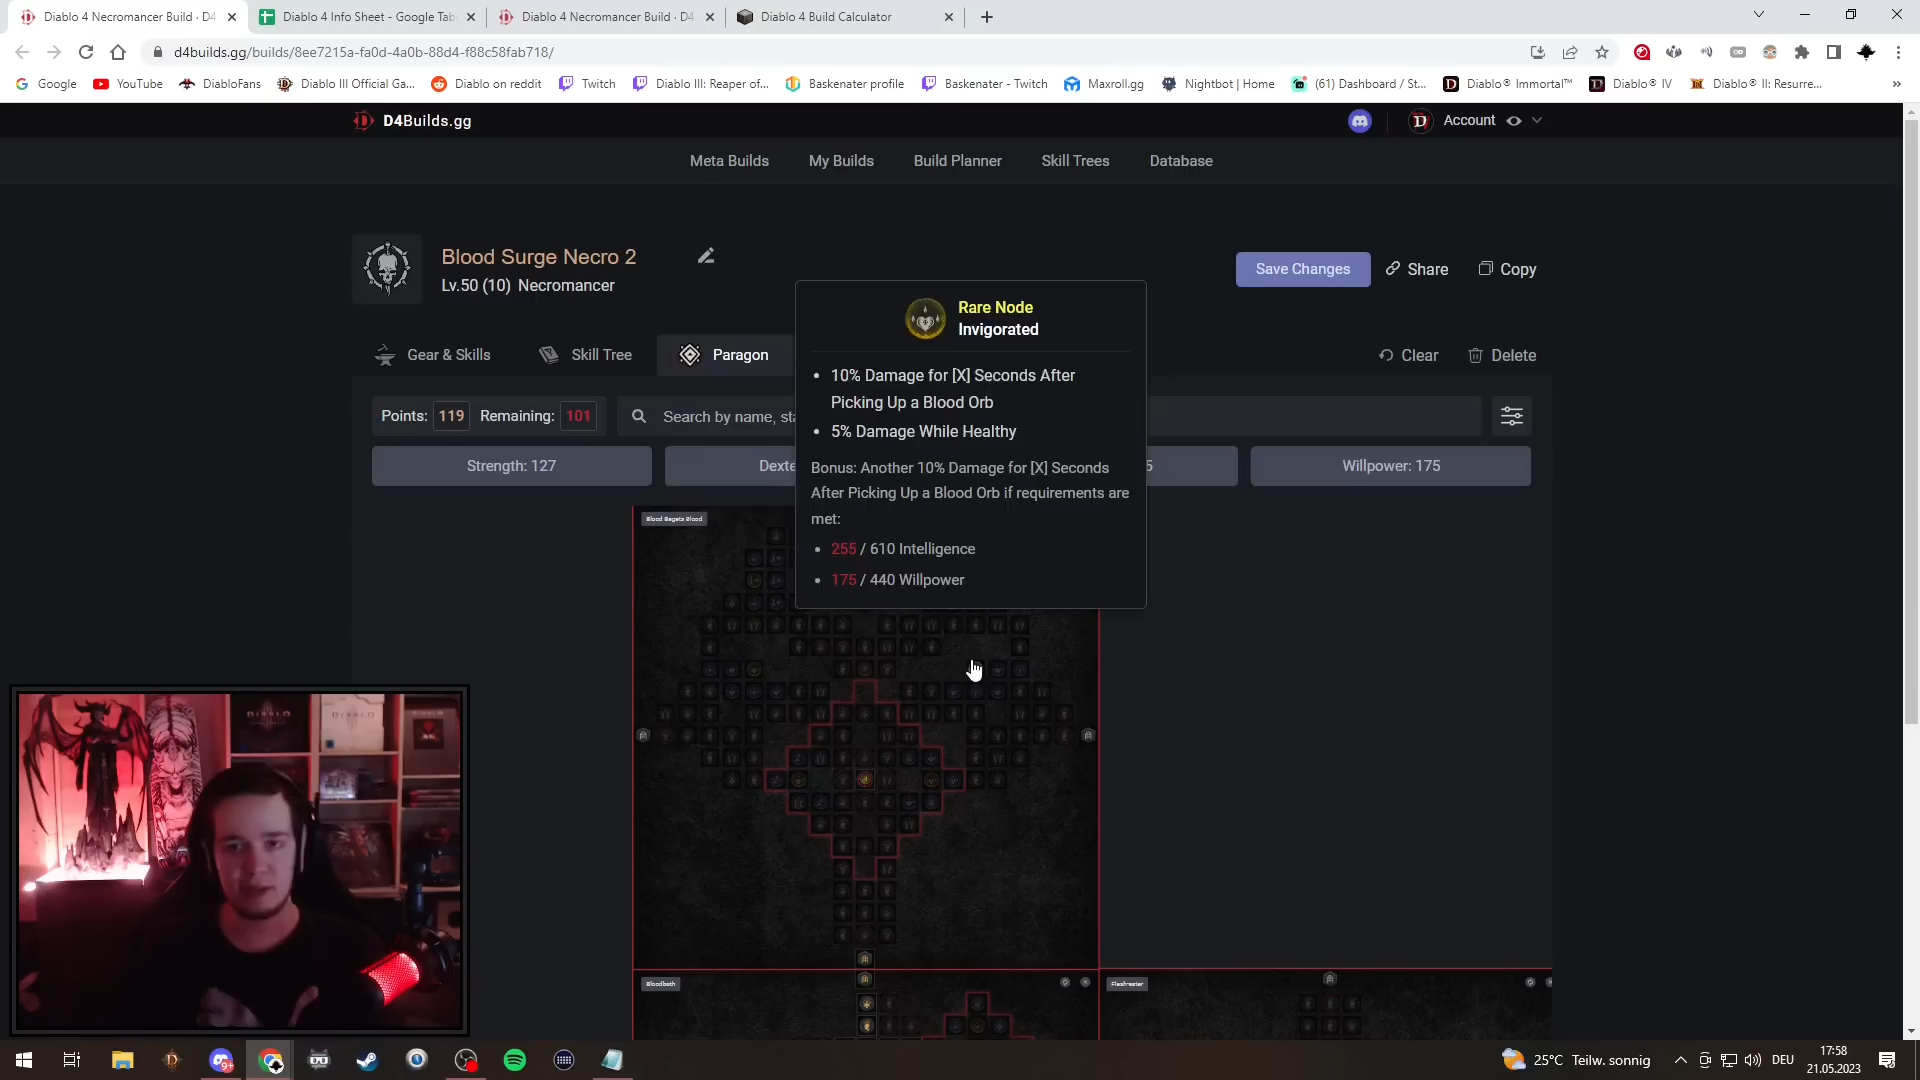 Diablo 4 Necromancer Build · D4
Diablo 4 Info Sheet - Google Tab
Diablo 4 Necromancer Build · D4
Diablo 4 Build Calculator
d4builds.gg/builds/8ee7215a-fa0d-4a0b-88d4-f88c58fab718/
Google
YouTube
DiabloFans
Diablo III Official Ga...
Diablo on reddit
Twitch
Diablo III: Reaper of...
Baskenater profile
Baskenater - Twitch
Maxroll.gg
Nightbot | Home
(61) Dashboard / St...
Diablo® Immortal™
Diablo® IV
Diablo® II: Resurre...
»
D4Builds.gg
Account
Meta Builds
My Builds
Build Planner
Skill Trees
Database
Blood Surge Necro 2
Lv.50 (10) Necromancer
Save Changes
Share
Copy
Rare Node
Invigorated
Gear & Skills
Skill Tree
Paragon
Clear
Delete
• 10% Damage for [X] Seconds After
Picking Up a Blood Orb
• 5% Damage While Healthy
Points: 119 Remaining: 101
Search by name, sta
Strength: 127
Dexte
5
Willpower: 175
Bonus: Another 10% Damage for [X] Seconds
After Picking Up a Blood Orb if requirements are
met:
• 255 / 610 Intelligence
• 175 / 440 Willpower
Blood Begets Blood
Bloodbath
Flesh-eater
DIABLO
DIABLO
9+
25°C Teilw. sonnig
DEU
17:58
21.05.2023